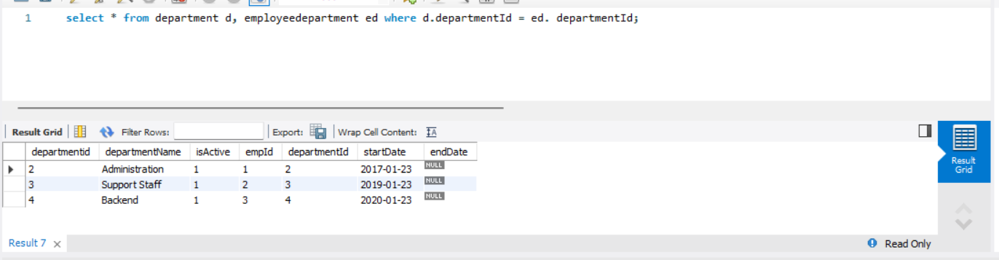 1 select * from department d, employeedepartment ed where d.departmentId = ed. departmentId;
Result Grid Filter Rows: Export: Wrap Cell Content: IA
departmentid departmentName isActive empId departmentId startDate endDate
2 Administration 1 1 2 2017-01-23 NULL
3 Support Staff 1 2 3 2019-01-23 NULL
4 Backend 1 3 4 2020-01-23 NULL
Result
Grid
Result 7 × Read Only